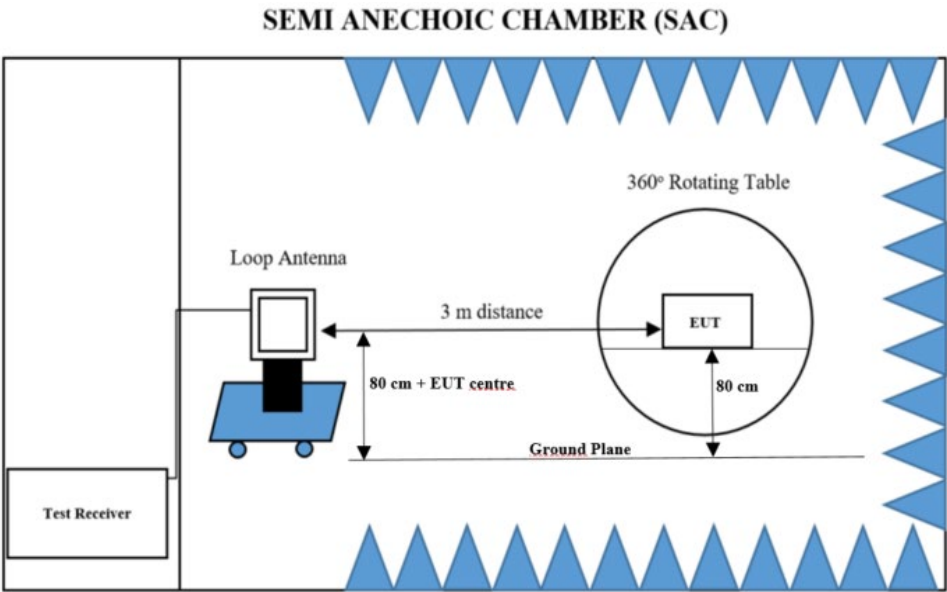 SEMI ANECHOIC CHAMBER (SAC)
360º Rotating Table
Loop Antenna
3 m distance
EUT
80 cm + EUT centre
80 cm
Ground Plane
Test Receiver